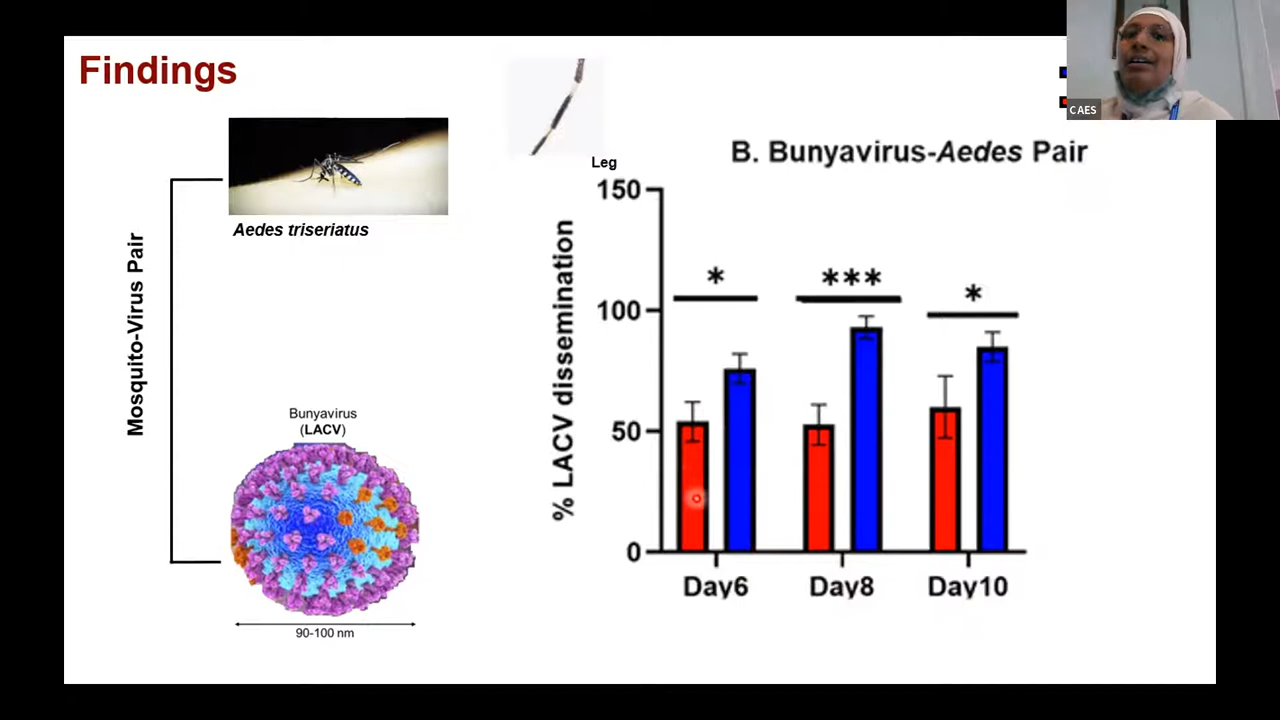 Findings
CAES
Leg
B. Bunyavirus-Aedes Pair
Mosquito-Virus Pair
Aedes triseriatus
Bunyavirus
(LACV)
90-100 nm
% LACV dissemination
150
100
50
0
*
***
*
Day6
Day8
Day10